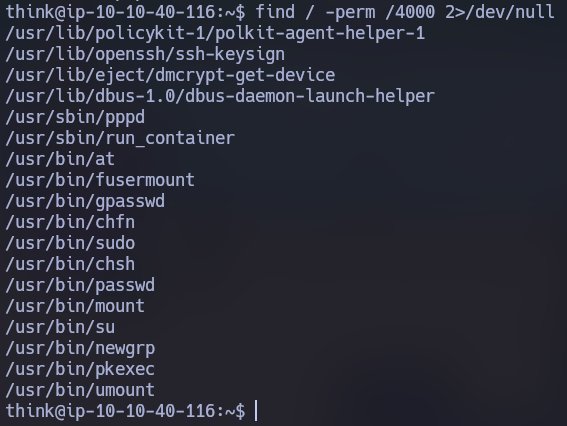 think@ip-10-10-40-116:~$ find / -perm /4000 2>/dev/null
/usr/lib/policykit-1/polkit-agent-helper-1
/usr/lib/openssh/ssh-keysign
/usr/lib/eject/dmcrypt-get-device
/usr/lib/dbus-1.0/dbus-daemon-launch-helper
/usr/sbin/pppd
/usr/sbin/run_container
/usr/bin/at
/usr/bin/fusermount
/usr/bin/gpasswd
/usr/bin/chfn
/usr/bin/sudo
/usr/bin/chsh
/usr/bin/passwd
/usr/bin/mount
/usr/bin/su
/usr/bin/newgrp
/usr/bin/pkexec
/usr/bin/umount
think@ip-10-10-40-116:~$